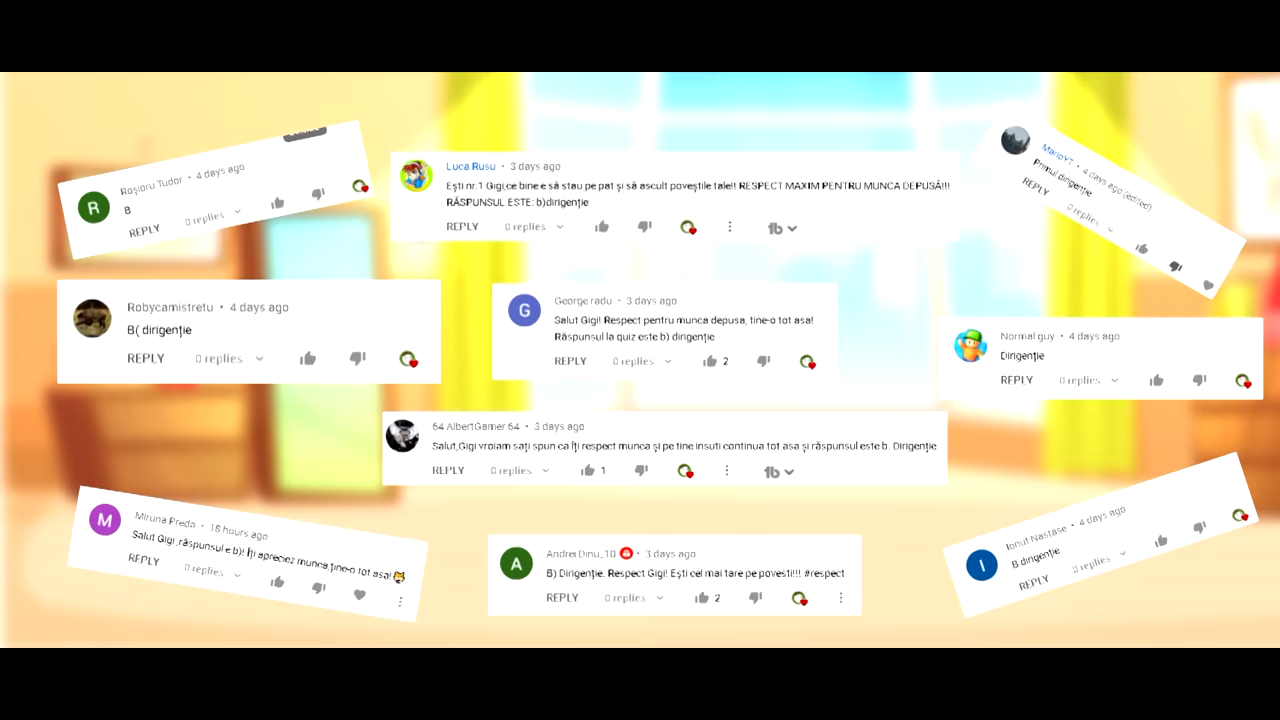 Roșioru Tudor • 4 days ago
B
REPLY 0 replies
Luca Rusu • 3 days ago
Ești nr.1 Gigi,ce bine e să stau pe pat și să ascult poveștile tale!! RESPECT MAXIM PENTRU MUNCA DEPUSĂ!!!
RĂSPUNSUL ESTE: b)dirigenție
REPLY 0 replies
MarioYT • 4 days ago (edited)
Primul dirigenție
REPLY 0 replies
Robycamistretu • 4 days ago
B( dirigenție
REPLY 0 replies
G
George radu • 3 days ago
Salut Gigi! Respect pentru munca depusa, tine-o tot asa!
Răspunsul la quiz este b) dirigenție
REPLY 0 replies 2
Normal guy • 4 days ago
Dirigenție
REPLY 0 replies
64 AlbertGamer 64 • 3 days ago
Salut,Gigi vroiam sați spun ca îți respect munca și pe tine insuti continua tot asa și răspunsul este b. Dirigenție
REPLY 0 replies 1
M
Miruna Preda • 18 hours ago
Salut Gigi ,răspunsul e b)! Îți apreciez munca,ține-o tot asa!😼
REPLY 0 replies
A
Andrei Dinu_10 • 3 days ago
B) Dirigenție. Respect Gigi! Ești cel mai tare pe povesti!!! #respect
REPLY 0 replies 2
I
Ionut Nastase • 4 days ago
B dirigenție
REPLY 0 replies
R